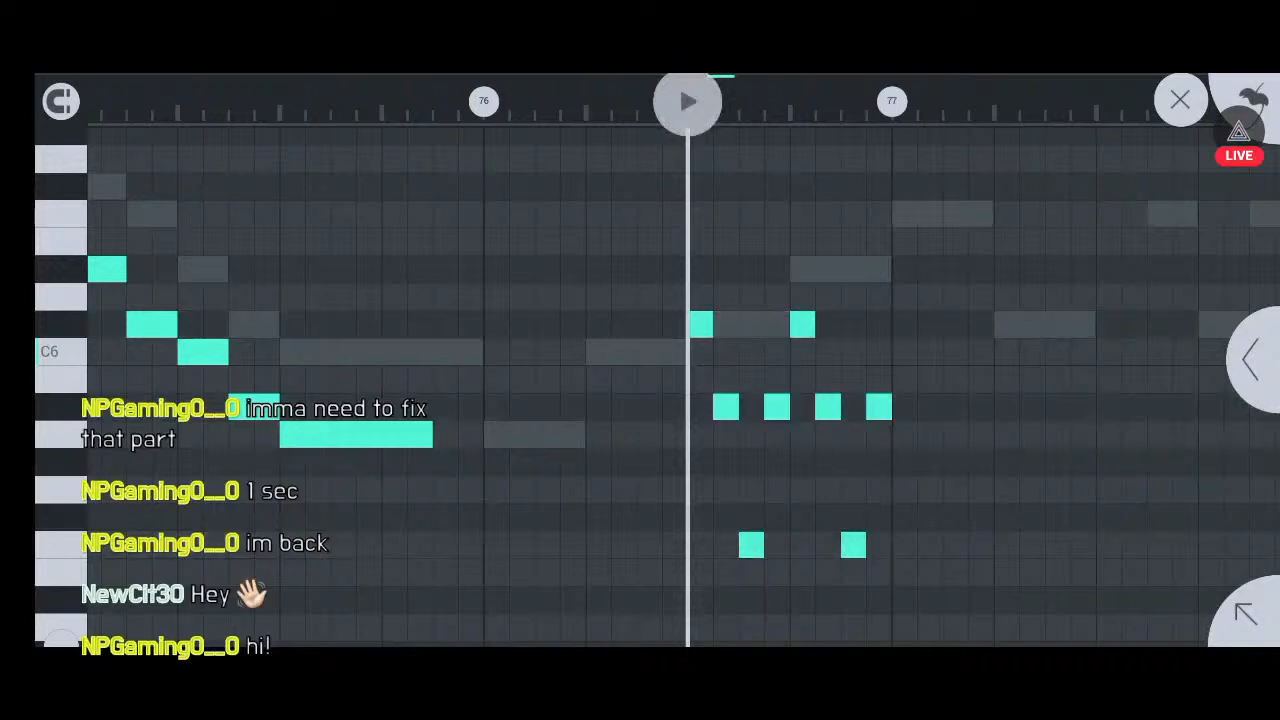 76
77
LIVE
C6
NPGaming0__0 imma need to fix
that part
NPGaming0__0 1 sec
NPGaming0__0 im back
NewClt30 Hey 👋🏻
NPGaming0__0 hi!